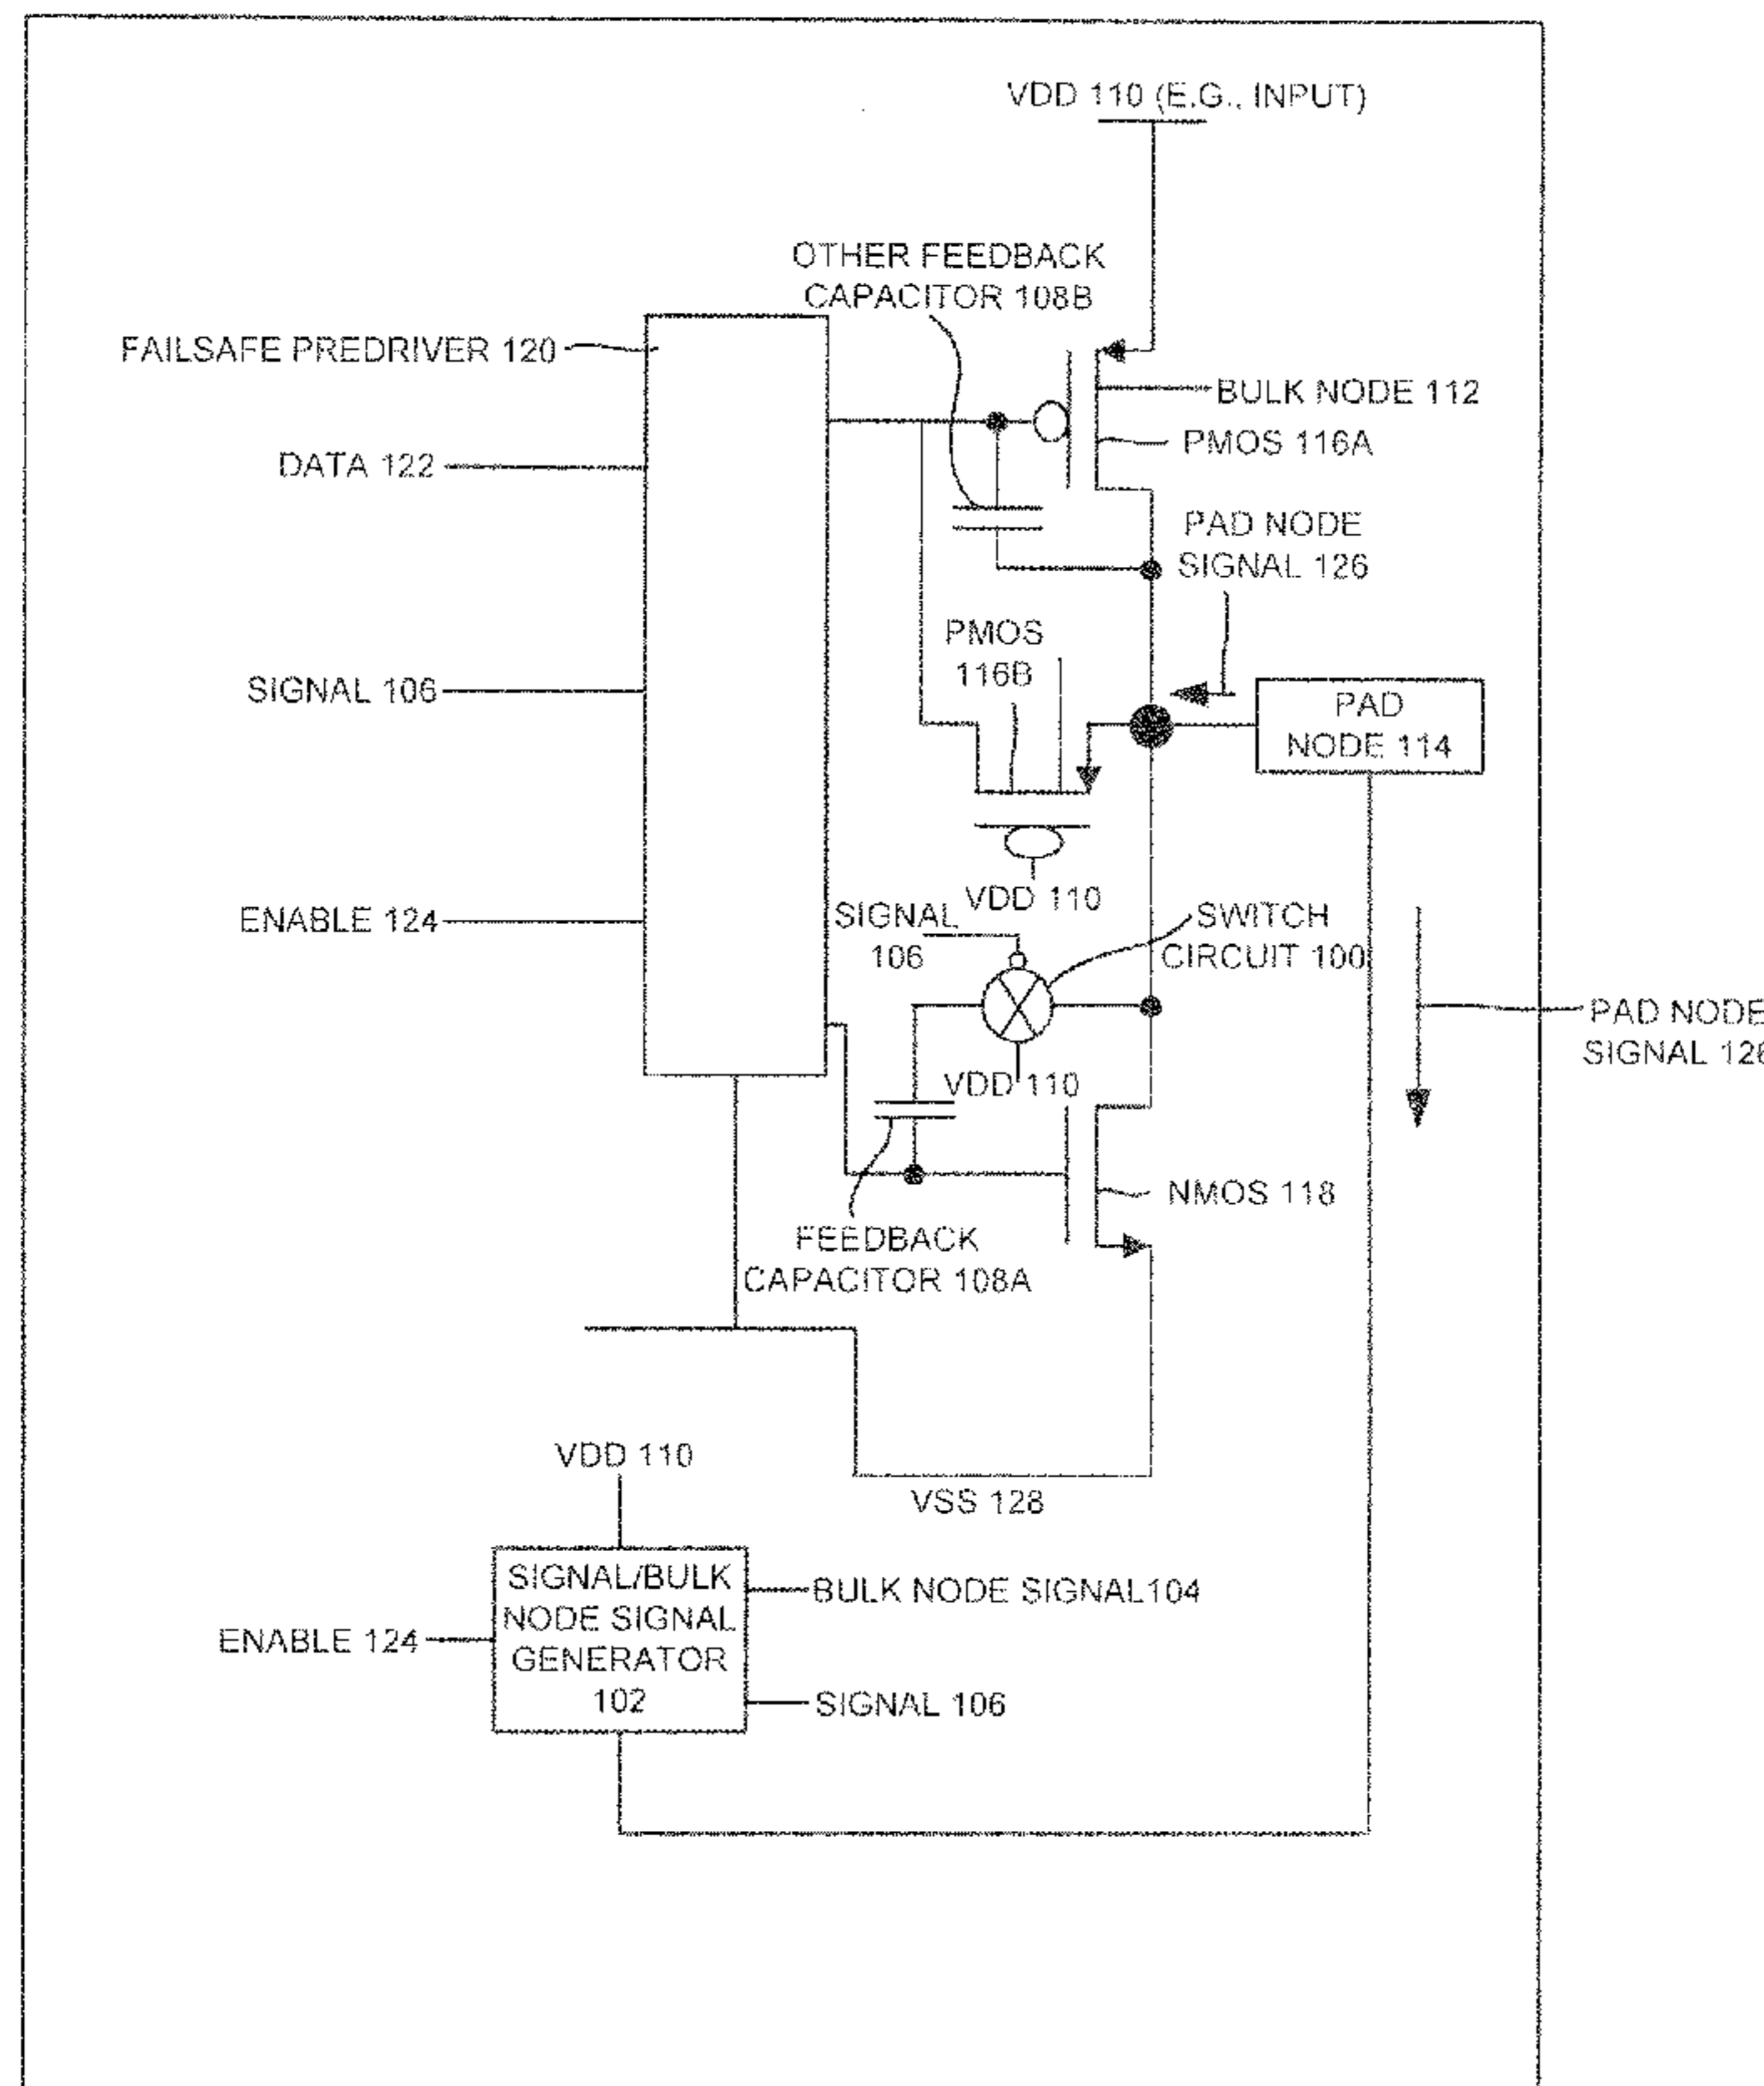 VDD 110 (E.G., INPUT)
OTHER FEEDBACK
CAPACITOR 108B
FAILSAFE PREDRIVER 120
BULK NODE 112
PMOS 116A
DATA 122
PAD NODE
SIGNAL 126
PMOS
116B
SIGNAL 106
PAD
NODE 114
VDD 110
ENABLE 124
SIGNAL
106
SWITCH
CIRCUIT 100
PAD NODE
SIGNAL 126
VDD 110
NMOS 118
FEEDBACK
CAPACITOR 108A
VDD 110
VSS 128
SIGNAL/BULK
NODE SIGNAL
GENERATOR
102
BULK NODE SIGNAL104
ENABLE 124
SIGNAL 106